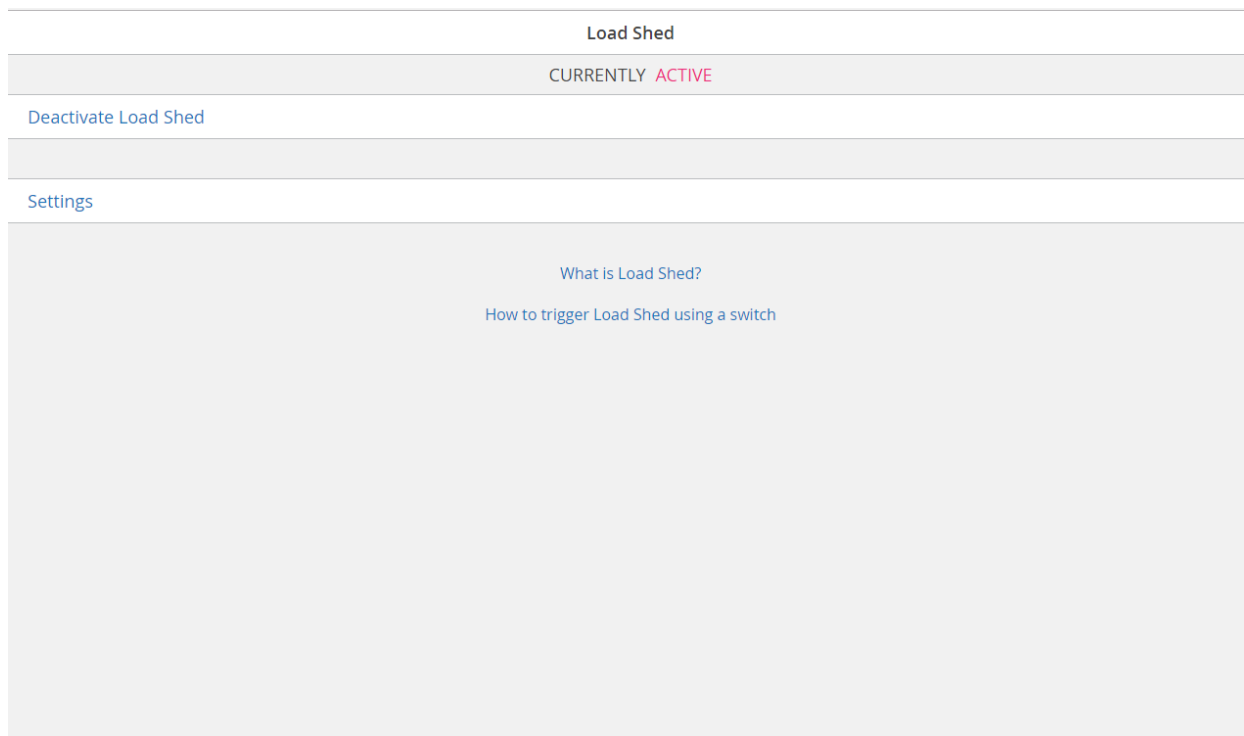 Load Shed
CURRENTLY ACTIVE
Deactivate Load Shed
Settings
What is Load Shed?
How to trigger Load Shed using a switch